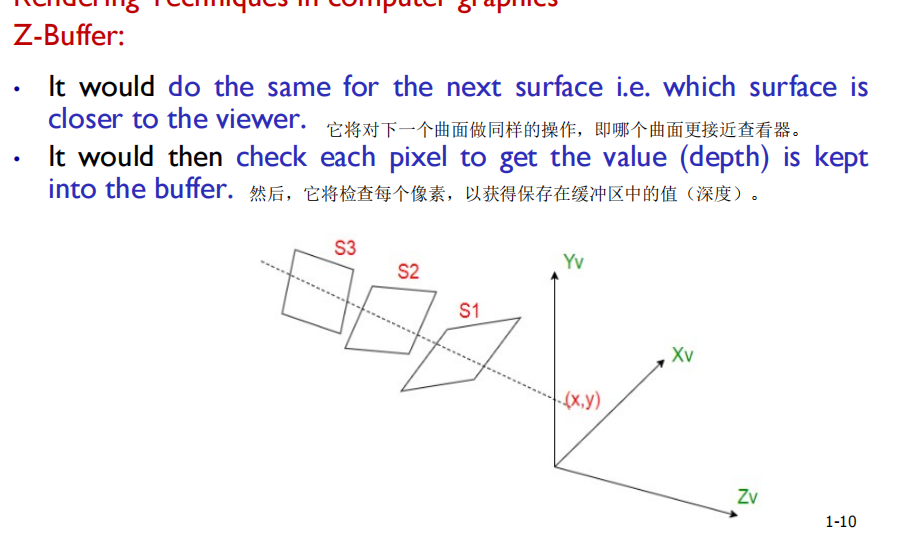 Rendering Techniques in computer graphics
Z-Buffer:
• It would do the same for the next surface i.e. which surface is
closer to the viewer. 它将对下一个曲面做同样的操作，即哪个曲面更接近查看器。
• It would then check each pixel to get the value (depth) is kept
into the buffer. 然后，它将检查每个像素，以获得保存在缓冲区中的值（深度）。
S3
Yv
S2
S1
Xv
(x,y)
Zv
1-10